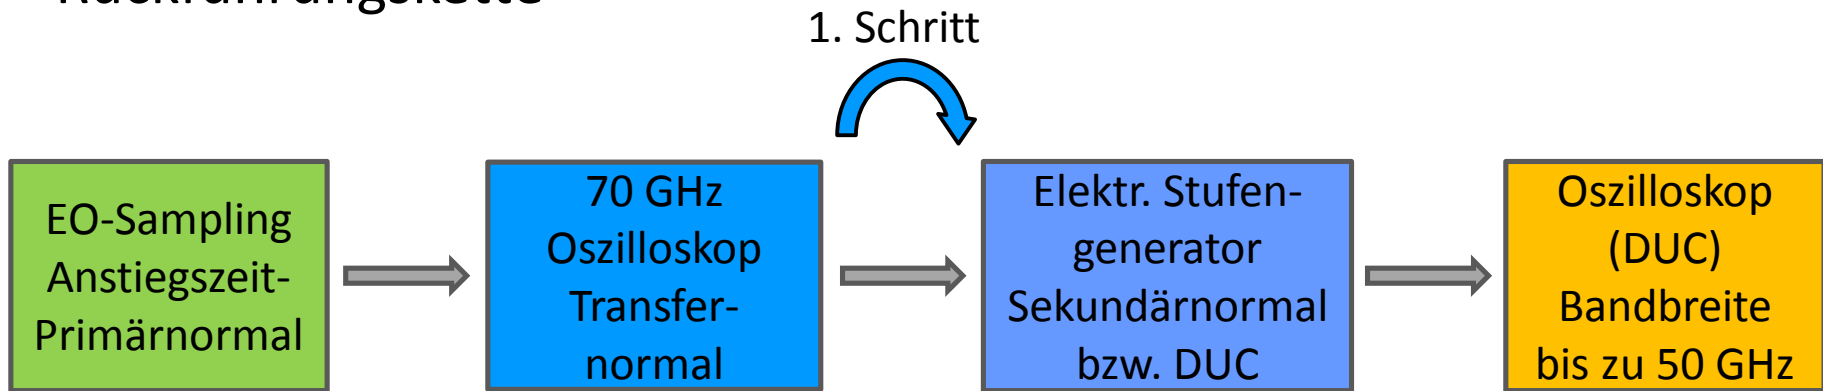 Rückführungskette
1. Schritt
EO-Sampling
Anstiegszeit-
Primärnormal
70 GHz
Oszilloskop
Transfer-
normal
Elektr. Stufen-
generator
Sekundärnormal
bzw. DUC
Oszilloskop
(DUC)
Bandbreite
bis zu 50 GHz